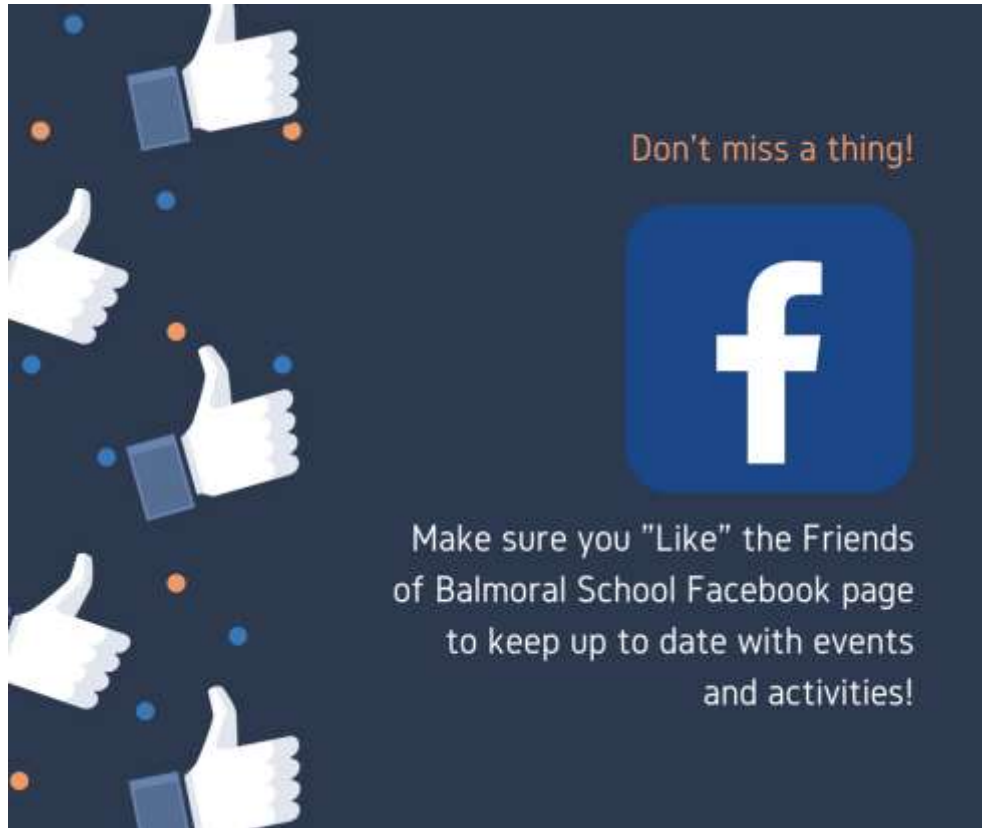 Don't miss a thing!
f
Make sure you "Like" the Friends
of Balmoral School Facebook page
to keep up to date with events
and activities!